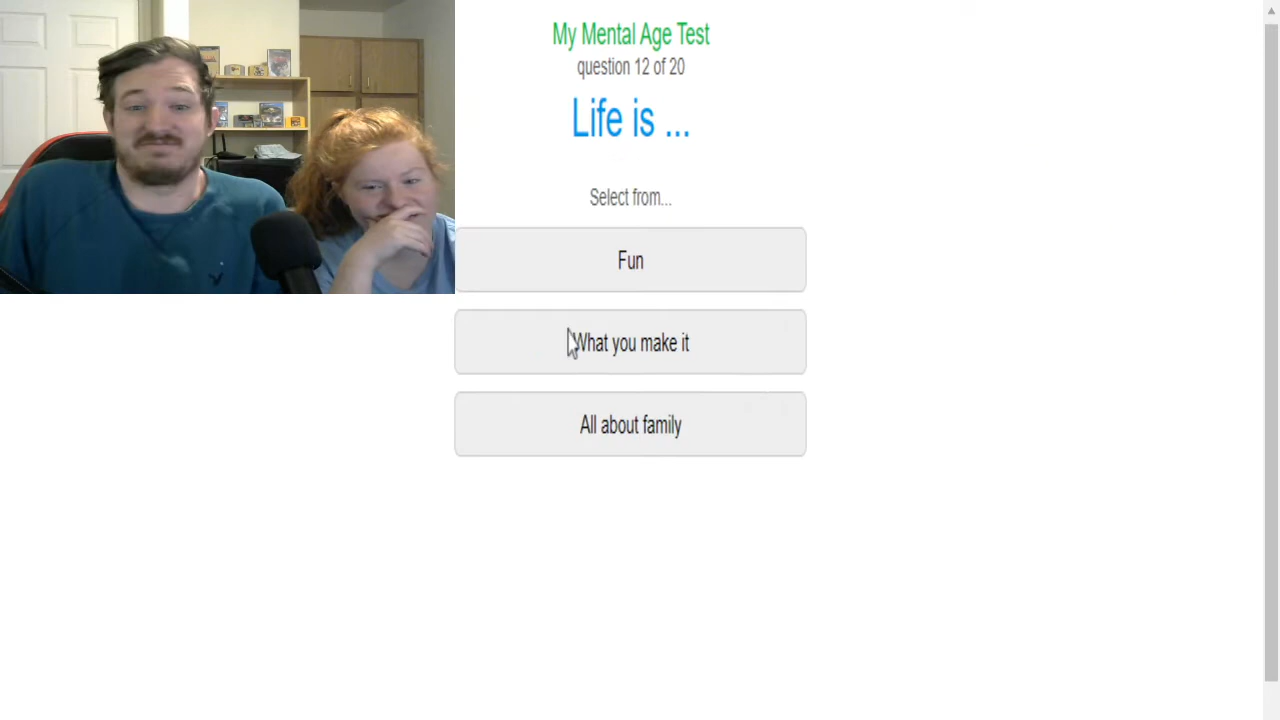 My Mental Age Test
question 12 of 20
Life is ...
Select from...
Fun
What you make it
All about family